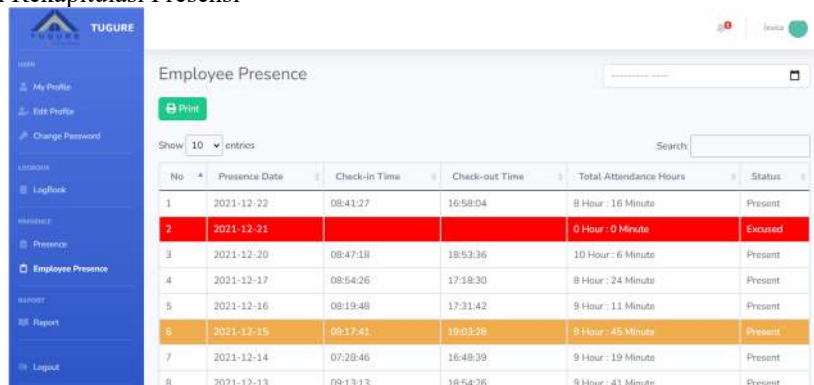 Rekapitulasi Presensi
TUGURE
TUGURE
USER
My Profile
Edit Profile
Change Password
LOGBOOK
LogBook
PRESENCE
Presence
Employee Presence
RAPORT
Raport
Logout
Employee Presence
Print
Show 10 entries
Search:
No Presence Date Check-in Time Check-out Time Total Attendance Hours Status
1 2021-12-22 08:41:27 16:58:04 8 Hour : 16 Minute Present
2 2021-12-21 0 Hour : 0 Minute Excused
3 2021-12-20 08:47:18 18:53:36 10 Hour : 6 Minute Present
4 2021-12-17 08:54:26 17:18:30 8 Hour : 24 Minute Present
5 2021-12-16 08:19:48 17:31:42 9 Hour : 11 Minute Present
6 2021-12-15 09:17:41 19:03:28 9 Hour : 45 Minute Present
7 2021-12-14 07:28:46 16:48:39 9 Hour : 19 Minute Present
8 2021-12-13 09:13:13 18:54:26 9 Hour : 41 Minute Present